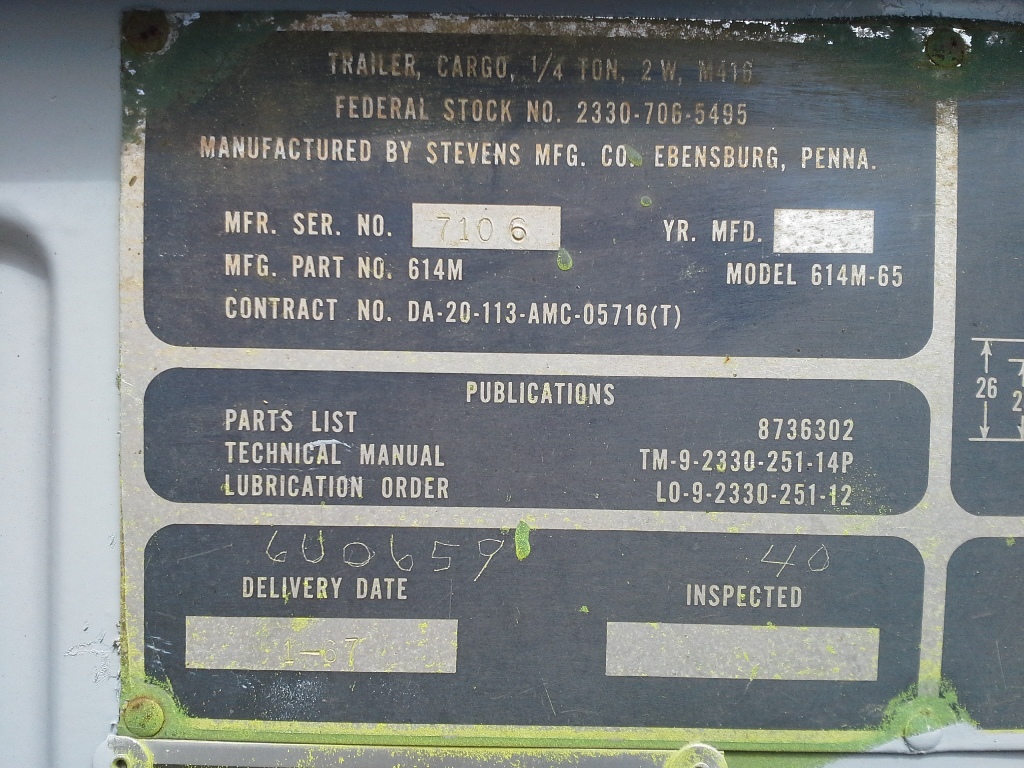 TRAILER, CARGO, 1/4 TON, 2 W, M416
FEDERAL STOCK NO. 2330-706-5495
MANUFACTURED BY STEVENS MFG. CO. EBENSBURG, PENNA.
MFR. SER. NO. 7106 YR. MFD.
MFG. PART NO. 614M MODEL 614M-65
CONTRACT NO. DA-20-113-AMC-05716(T)
PUBLICATIONS
PARTS LIST 8736302
TECHNICAL MANUAL TM-9-2330-251-14P
LUBRICATION ORDER LO-9-2330-251-12
6U0659 40
DELIVERY DATE INSPECTED
1-67
26